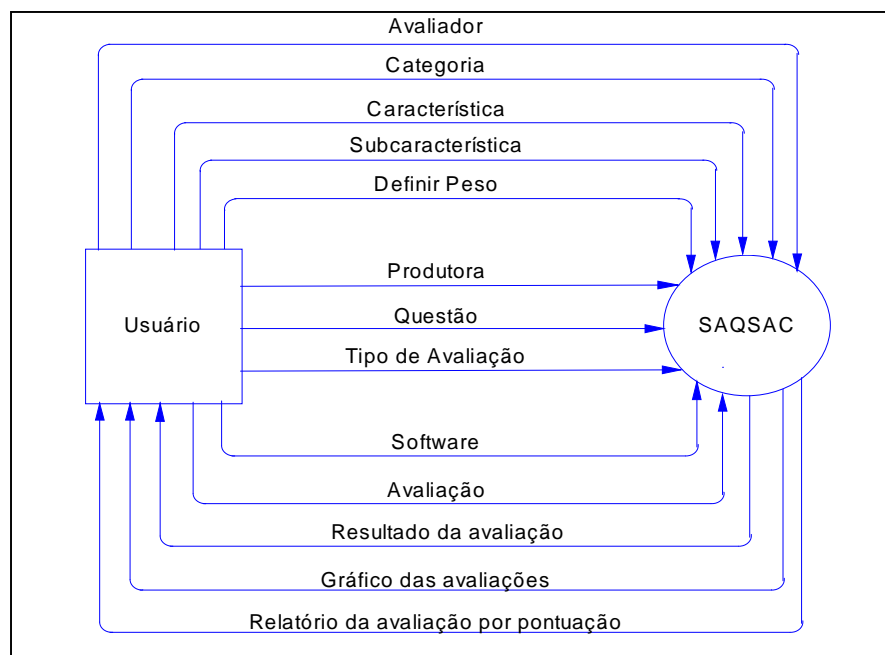 Avaliador
Categoria
Característica
Subcaracterística
Definir Peso
Produtora
Usuário
Questão
SAQSAC
Tipo de Avaliação
Software
Avaliação
Resultado da avaliação
Gráfico das avaliações
Relatório da avaliação por pontuação